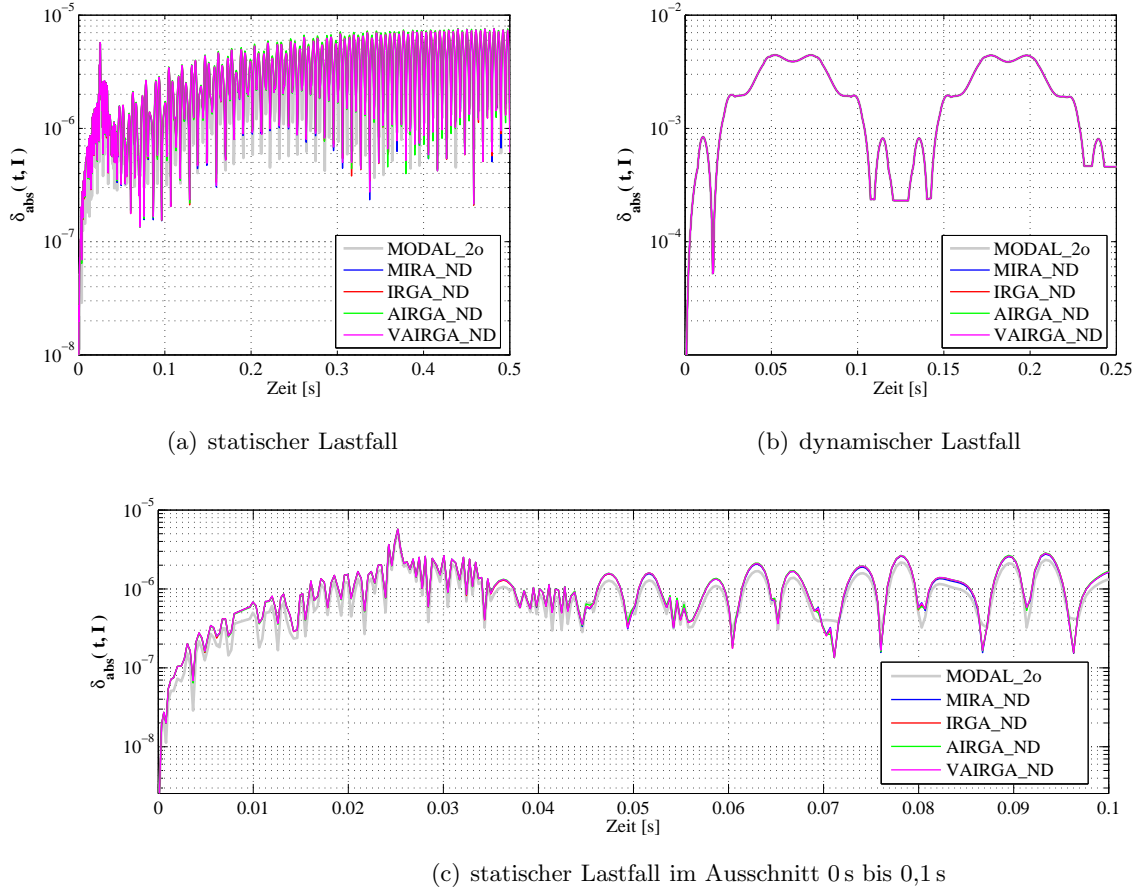 10^-5
10^-6
10^-7
10^-8
δ_abs( t, I )
0 0.1 0.2 0.3 0.4 0.5
Zeit [s]
MODAL_2o
MIRA_ND
IRGA_ND
AIRGA_ND
VAIRGA_ND
(a) statischer Lastfall
10^-2
10^-3
10^-4
δ_abs( t, I )
0 0.05 0.1 0.15 0.2 0.25
Zeit [s]
MODAL_2o
MIRA_ND
IRGA_ND
AIRGA_ND
VAIRGA_ND
(b) dynamischer Lastfall
10^-5
10^-6
10^-7
10^-8
δ_abs( t, I )
0 0.01 0.02 0.03 0.04 0.05 0.06 0.07 0.08 0.09 0.1
Zeit [s]
MODAL_2o
MIRA_ND
IRGA_ND
AIRGA_ND
VAIRGA_ND
(c) statischer Lastfall im Ausschnitt 0 s bis 0,1 s